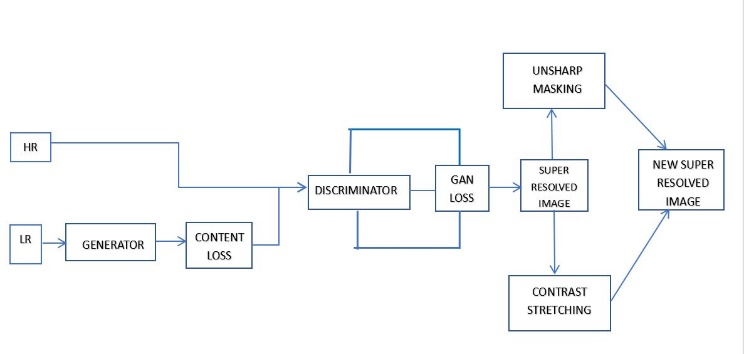 HR
LR
GENERATOR
CONTENT
LOSS
DISCRIMINATOR
GAN
LOSS
SUPER
RESOLVED
IMAGE
UNSHARP
MASKING
CONTRAST
STRETCHING
NEW SUPER
RESOLVED
IMAGE